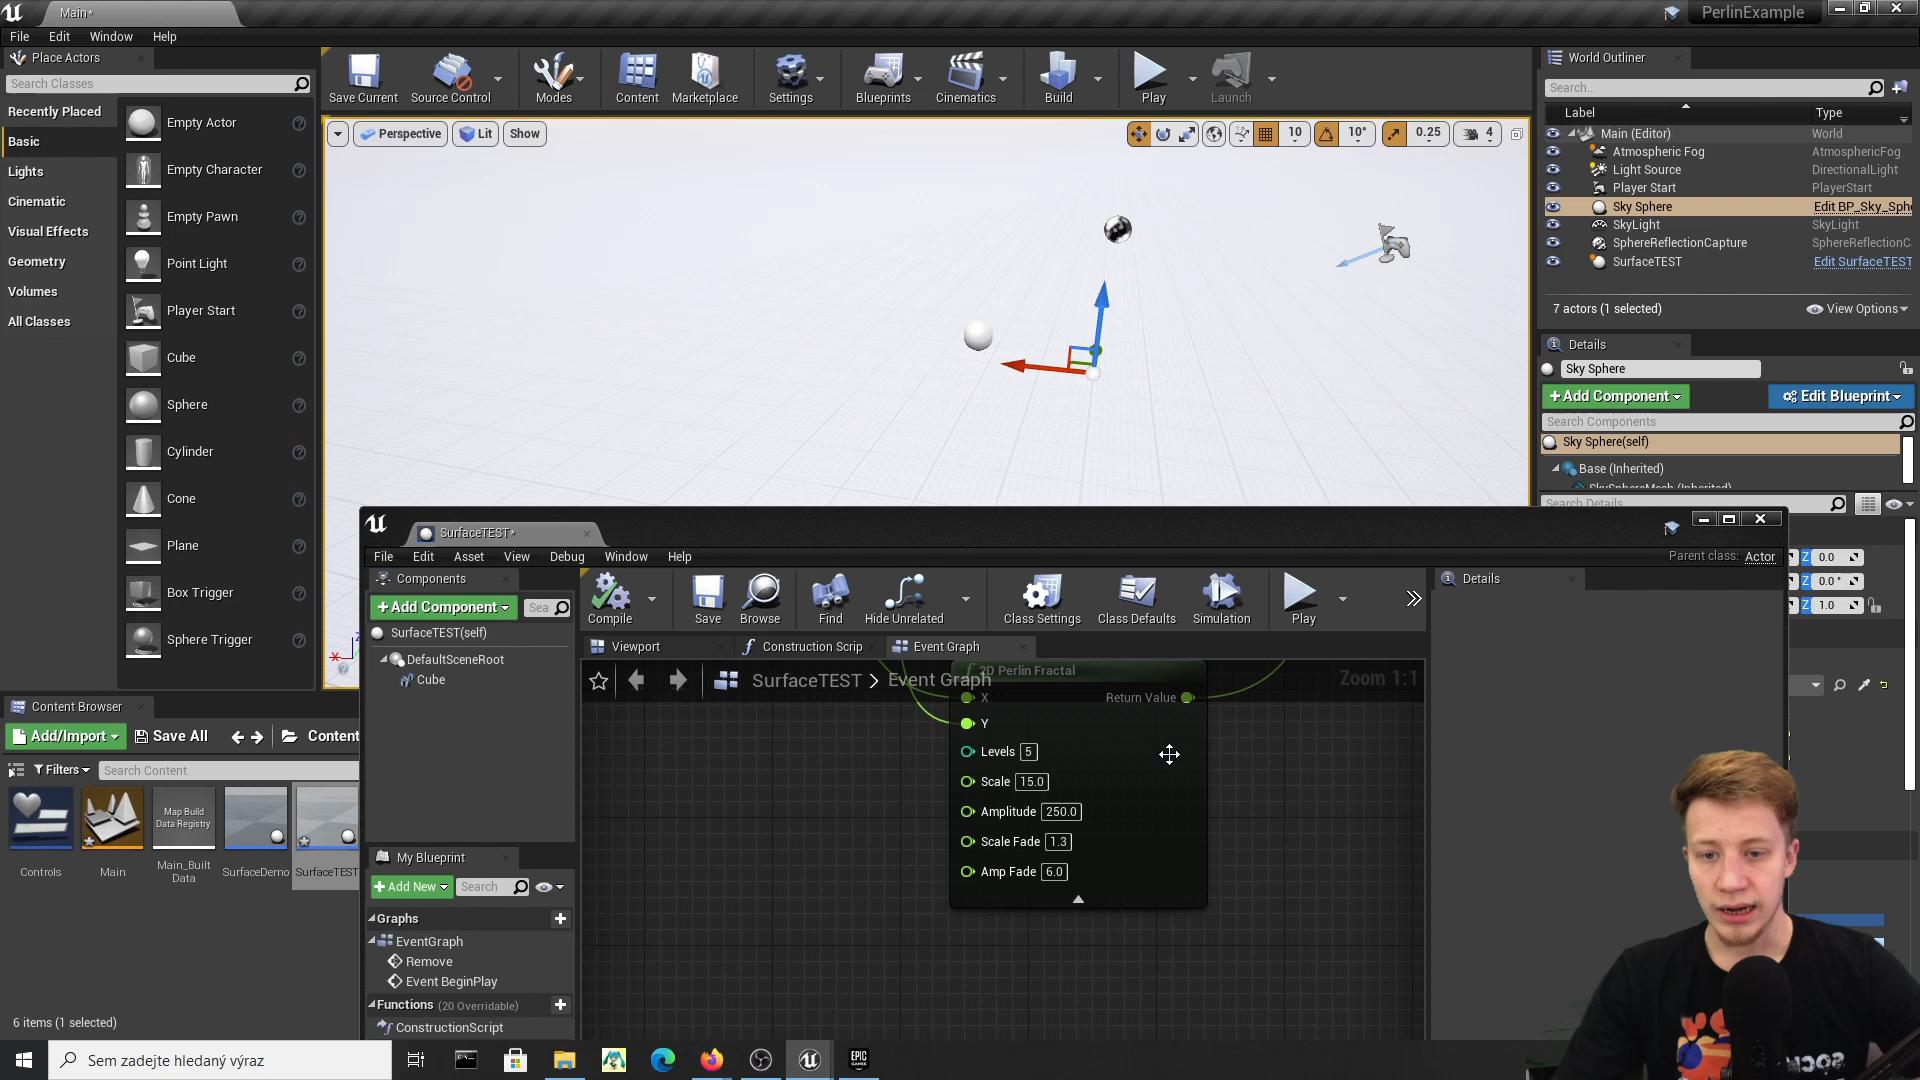 Main*
PerlinExample
File Edit Window Help
Place Actors
Search Classes
Recently Placed
Basic
Lights
Cinematic
Visual Effects
Geometry
Volumes
All Classes
Empty Actor
Empty Character
Empty Pawn
Point Light
Player Start
Cube
Sphere
Cylinder
Cone
Plane
Box Trigger
Sphere Trigger
Save Current Source Control Modes Content Marketplace Settings Blueprints Cinematics Build Play Launch
Perspective Lit Show
10 10° 0.25 4
World Outliner
Search...
Label Type
Main (Editor) World
Atmospheric Fog AtmosphericFog
Light Source DirectionalLight
Player Start PlayerStart
Sky Sphere Edit BP_Sky_Sph
SkyLight SkyLight
SphereReflectionCapture SphereReflectionC
SurfaceTEST Edit SurfaceTEST
7 actors (1 selected) View Options
Details
Sky Sphere
+Add Component Edit Blueprint
Search Components
Sky Sphere(self)
Base (Inherited)
SkySphereMesh (Inherited)
Search Details
Z 0.0
Z 0.0 °
Z 1.0
SurfaceTEST*
File Edit Asset View Debug Window Help
Parent class: Actor
Components
+Add Component Sea
SurfaceTEST(self)
DefaultSceneRoot
Cube
Compile Save Browse Find Hide Unrelated Class Settings Class Defaults Simulation Play
Details
Viewport Construction Scrip Event Graph
SurfaceTEST > Event Graph
Zoom 1:1
2D Perlin Fractal
X Return Value
Y
Levels 5
Scale 15.0
Amplitude 250.0
Scale Fade 1.3
Amp Fade 6.0
My Blueprint
+Add New Search
Graphs
EventGraph
Remove
Event BeginPlay
Functions (20 Overridable)
ConstructionScript
Content Browser
Add/Import Save All Content
Filters Search Content
Map Build
Data Registry
Controls
Main
Main_Built
Data
SurfaceDemo
SurfaceTEST
6 items (1 selected)
Sem zadejte hledaný výraz
EPIC
GAMES